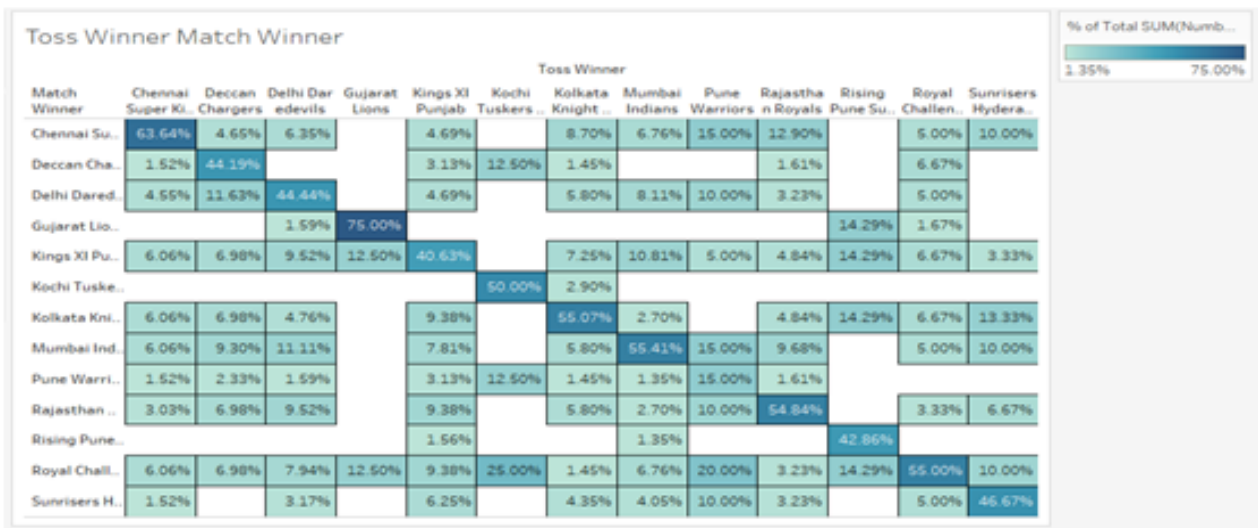 Toss Winner Match Winner
% of Total SUM(Numb...
1.35% 75.00%
Toss Winner
Match Winner Chennai Super Ki.. Deccan Chargers Delhi Dar edevils Gujarat Lions Kings XI Punjab Kochi Tuskers .. Kolkata Knight .. Mumbai Indians Pune Warriors Rajastha n Royals Rising Pune Su.. Royal Challen.. Sunrisers Hydera..
Chennai Su.. 63.64% 4.65% 6.35% 4.69% 8.70% 6.76% 15.00% 12.90% 5.00% 10.00%
Deccan Cha.. 1.52% 44.19% 3.13% 12.50% 1.45% 1.61% 6.67%
Delhi Dared.. 4.55% 11.63% 44.44% 4.69% 5.80% 8.11% 10.00% 3.23% 5.00%
Gujarat Lio.. 1.59% 75.00% 14.29% 1.67%
Kings XI Pu.. 6.06% 6.98% 9.52% 12.50% 40.63% 7.25% 10.81% 5.00% 4.84% 14.29% 6.67% 3.33%
Kochi Tuske.. 50.00% 2.90%
Kolkata Kni.. 6.06% 6.98% 4.76% 9.38% 55.07% 2.70% 4.84% 14.29% 6.67% 13.33%
Mumbai Ind.. 6.06% 9.30% 11.11% 7.81% 5.80% 55.41% 15.00% 9.68% 5.00% 10.00%
Pune Warri.. 1.52% 2.33% 1.59% 3.13% 12.50% 1.45% 1.35% 15.00% 1.61%
Rajasthan .. 3.03% 6.98% 9.52% 9.38% 5.80% 2.70% 10.00% 54.84% 3.33% 6.67%
Rising Pune.. 1.56% 1.35% 42.86%
Royal Chall.. 6.06% 6.98% 7.94% 12.50% 9.38% 25.00% 1.45% 6.76% 20.00% 3.23% 14.29% 55.00% 10.00%
Sunrisers H.. 1.52% 3.17% 6.25% 4.35% 4.05% 10.00% 3.23% 5.00% 46.67%